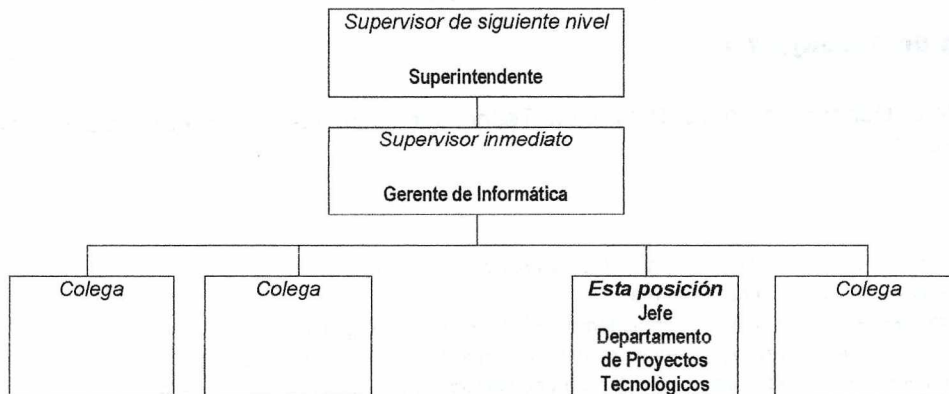 Supervisor de siguiente nivel
Superintendente
Supervisor inmediato
Gerente de Informática
Colega
Colega
Esta posición
Jefe
Departamento
de Proyectos
Tecnològicos
Colega